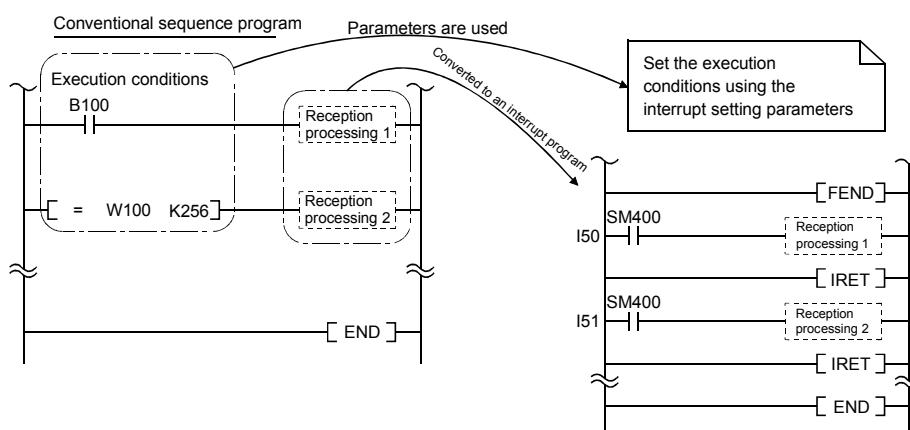 Conventional sequence program
Parameters are used
Execution conditions
B100
Reception
processing 1
= W100 K256
Reception
processing 2
END
Converted to an interrupt program
Set the execution
conditions using the
interrupt setting parameters
FEND
SM400
I50
Reception
processing 1
IRET
SM400
I51
Reception
processing 2
IRET
END